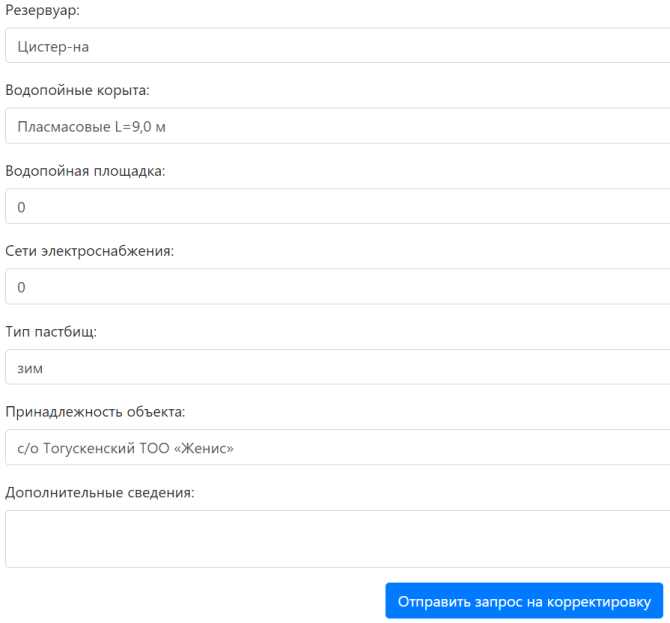 Резервуар:
Цистер-на
Водопойные корыта:
Пласмасовые L=9,0 м
Водопойная площадка:
0
Сети электроснабжения:
0
Тип пастбищ:
зим
Принадлежность объекта:
с/о Тогускенский ТОО «Женис»
Дополнительные сведения:
Отправить запрос на корректировку